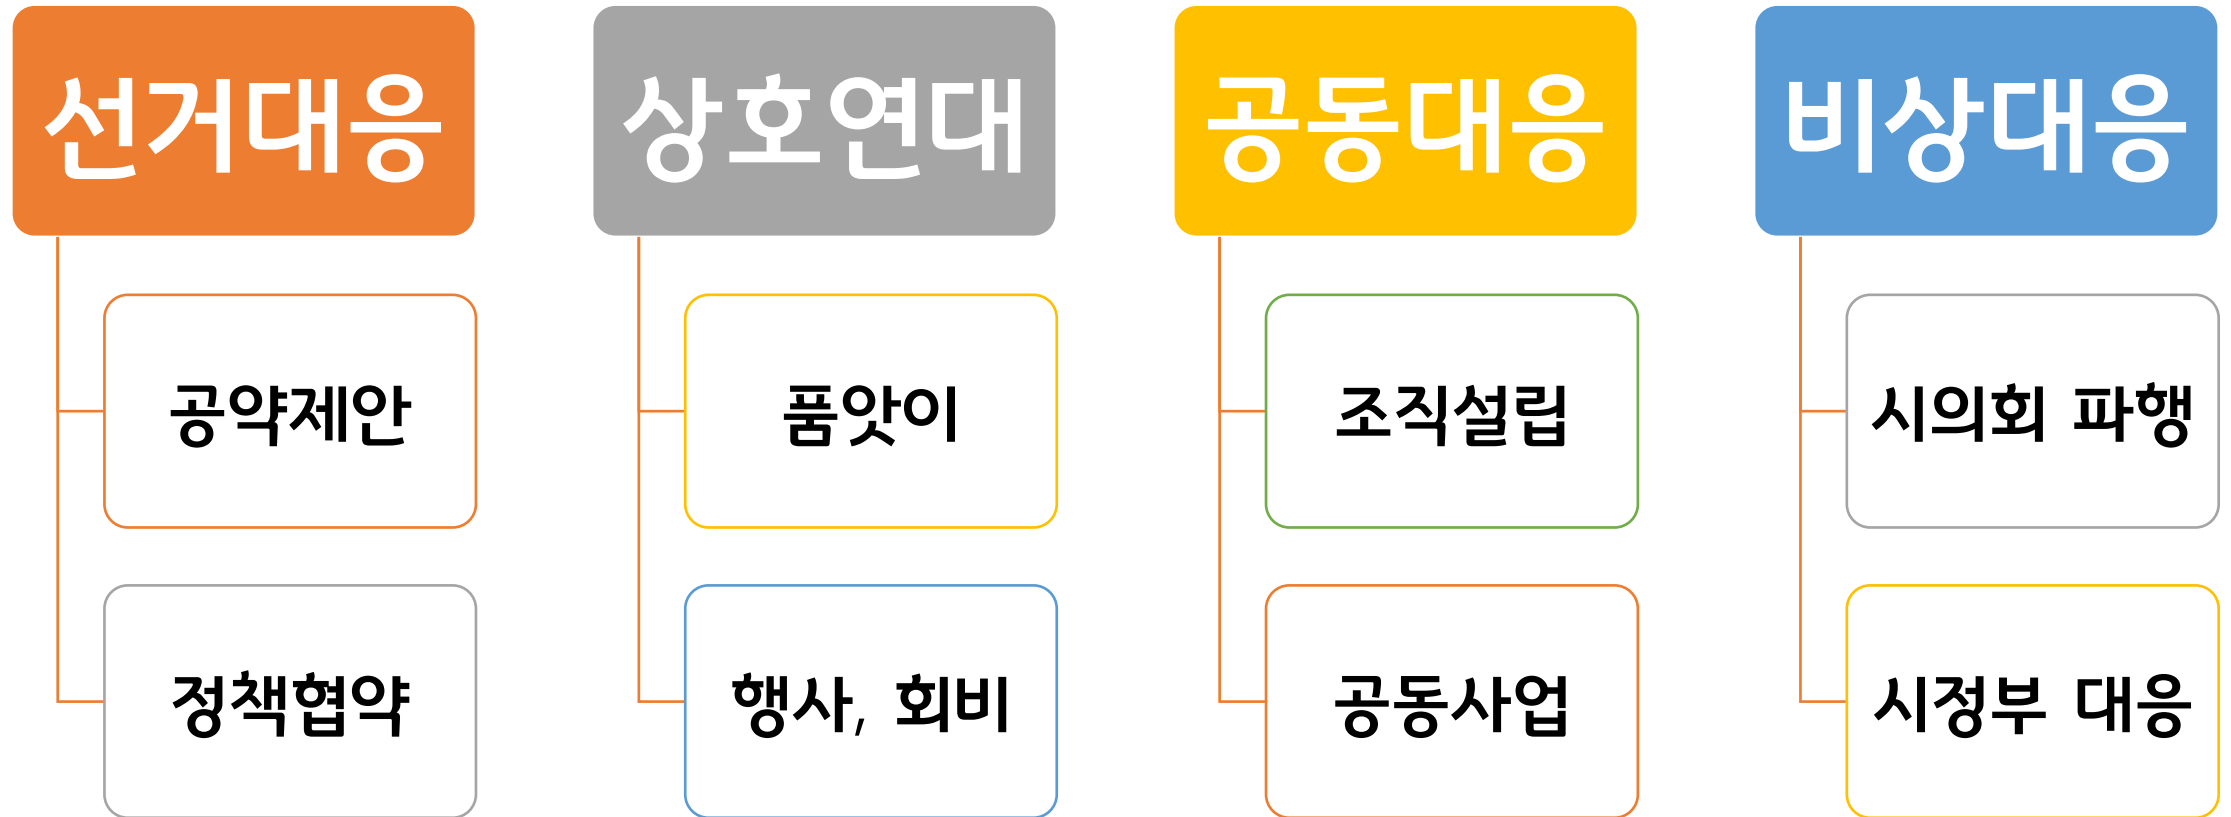 선거대응
공약제안
정책협약
상호연대
품앗이
행사, 회비
공동대응
조직설립
공동사업
비상대응
시의회 파행
시정부 대응